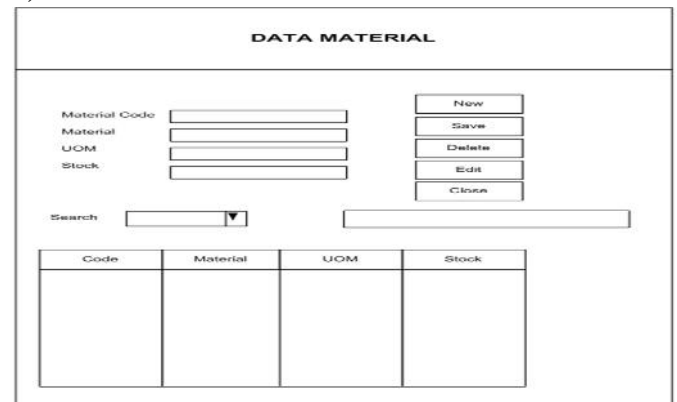 DATA MATERIAL
Material Code
Material
UOM
Stock
New
Save
Delete
Edit
Close
Search
Code Material UOM Stock